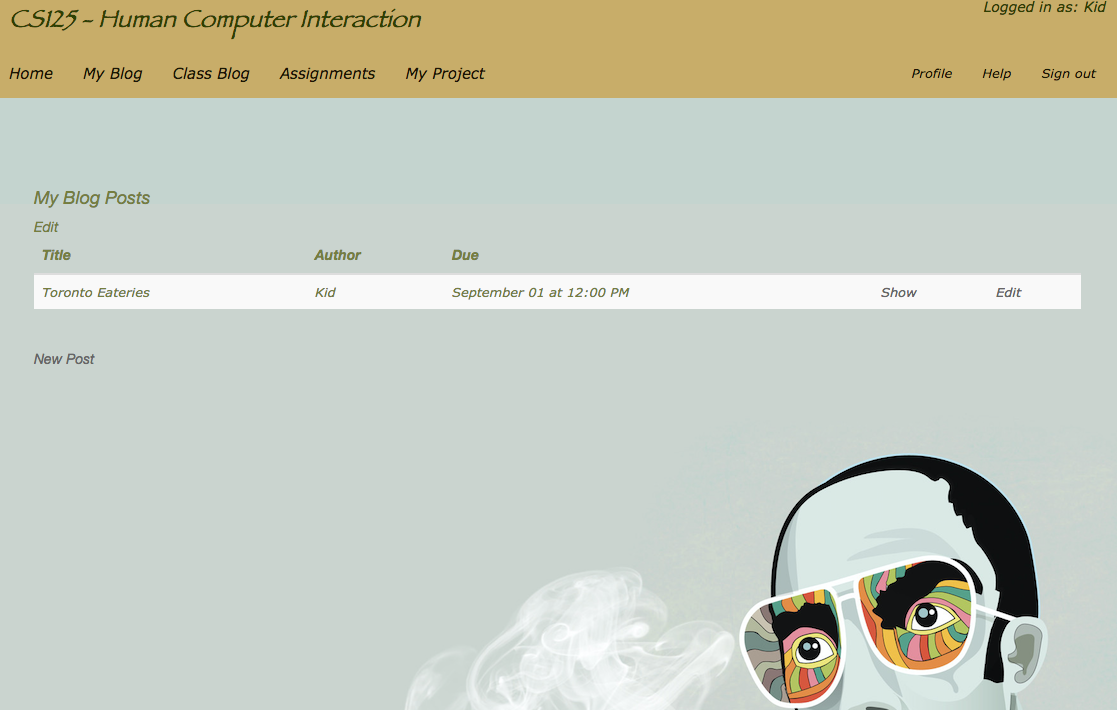 CS125 - Human Computer Interaction
Logged in as: Kid
Home My Blog Class Blog Assignments My Project Profile Help Sign out
My Blog Posts
Edit
Title Author Due
Toronto Eateries Kid September 01 at 12:00 PM Show Edit
New Post